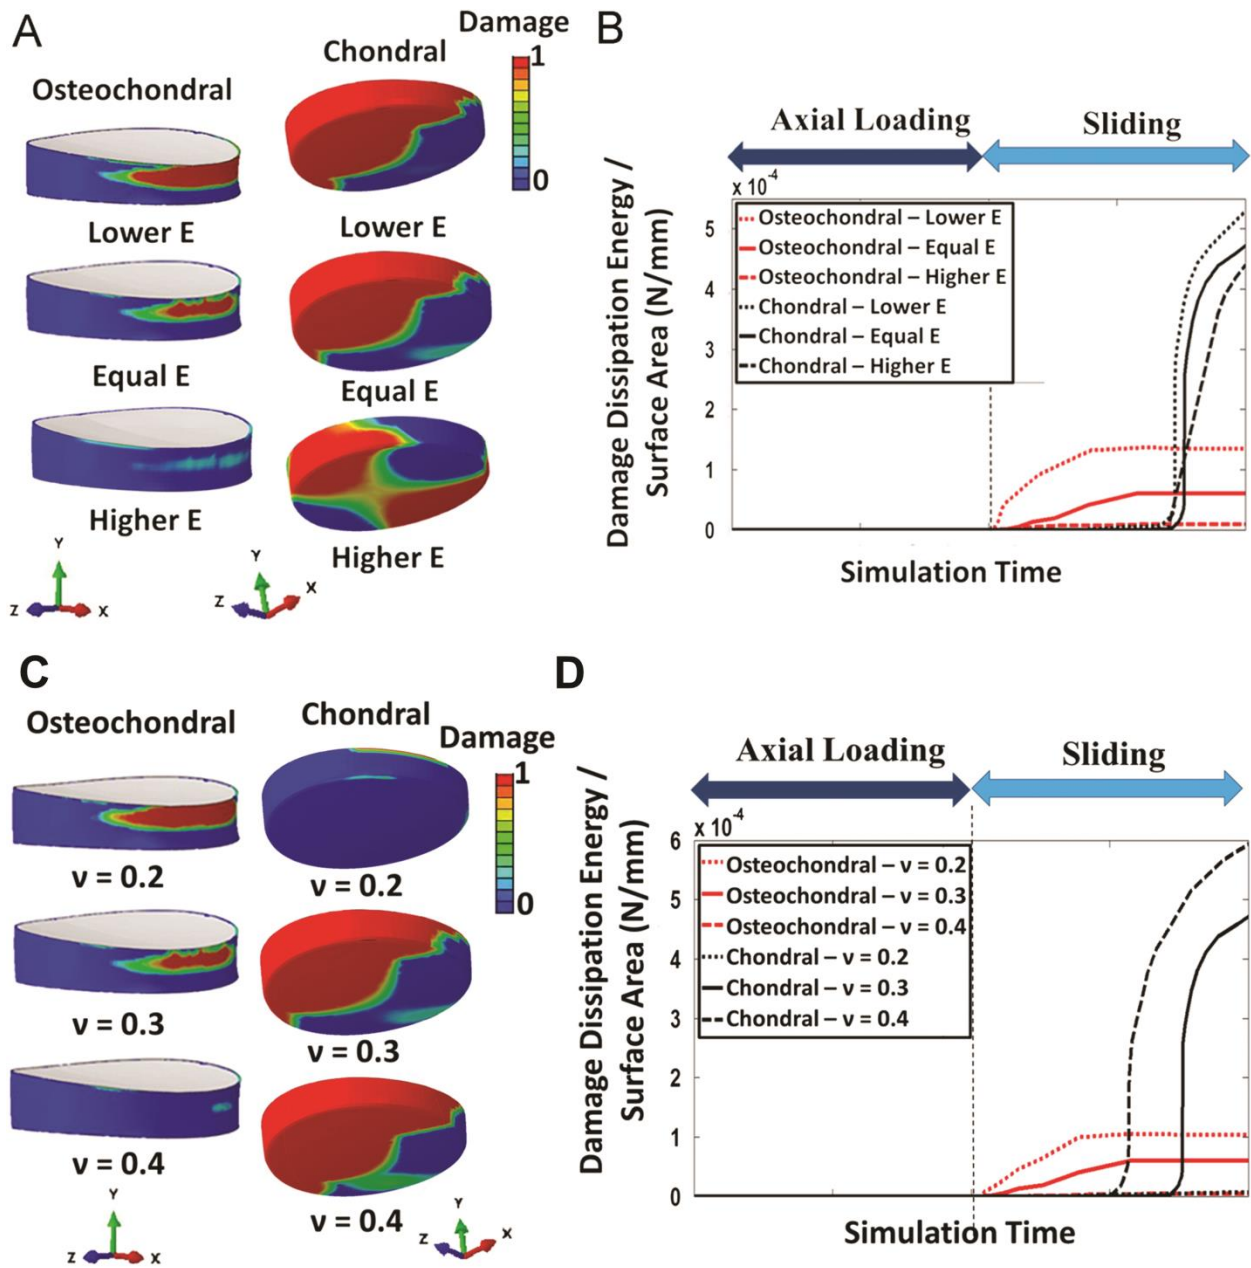 A
Damage
Osteochondral
Chondral
1
0
Lower E
Lower E
Equal E
Equal E
Higher E
Higher E
Y
Z
X
Y
Z
X
B
Axial Loading
Sliding
Damage Dissipation Energy /
Surface Area (N/mm)
x 10⁻⁴
5
4
3
2
1
0
Osteochondral – Lower E
Osteochondral – Equal E
Osteochondral – Higher E
Chondral – Lower E
Chondral – Equal E
Chondral – Higher E
Simulation Time
C
Osteochondral
Chondral
Damage
1
0
ν = 0.2
ν = 0.2
ν = 0.3
ν = 0.3
ν = 0.4
ν = 0.4
Y
Z
X
Y
Z
X
D
Axial Loading
Sliding
Damage Dissipation Energy /
Surface Area (N/mm)
x 10⁻⁴
6
5
4
3
2
1
0
Osteochondral – ν = 0.2
Osteochondral – ν = 0.3
Osteochondral – ν = 0.4
Chondral – ν = 0.2
Chondral – ν = 0.3
Chondral – ν = 0.4
Simulation Time